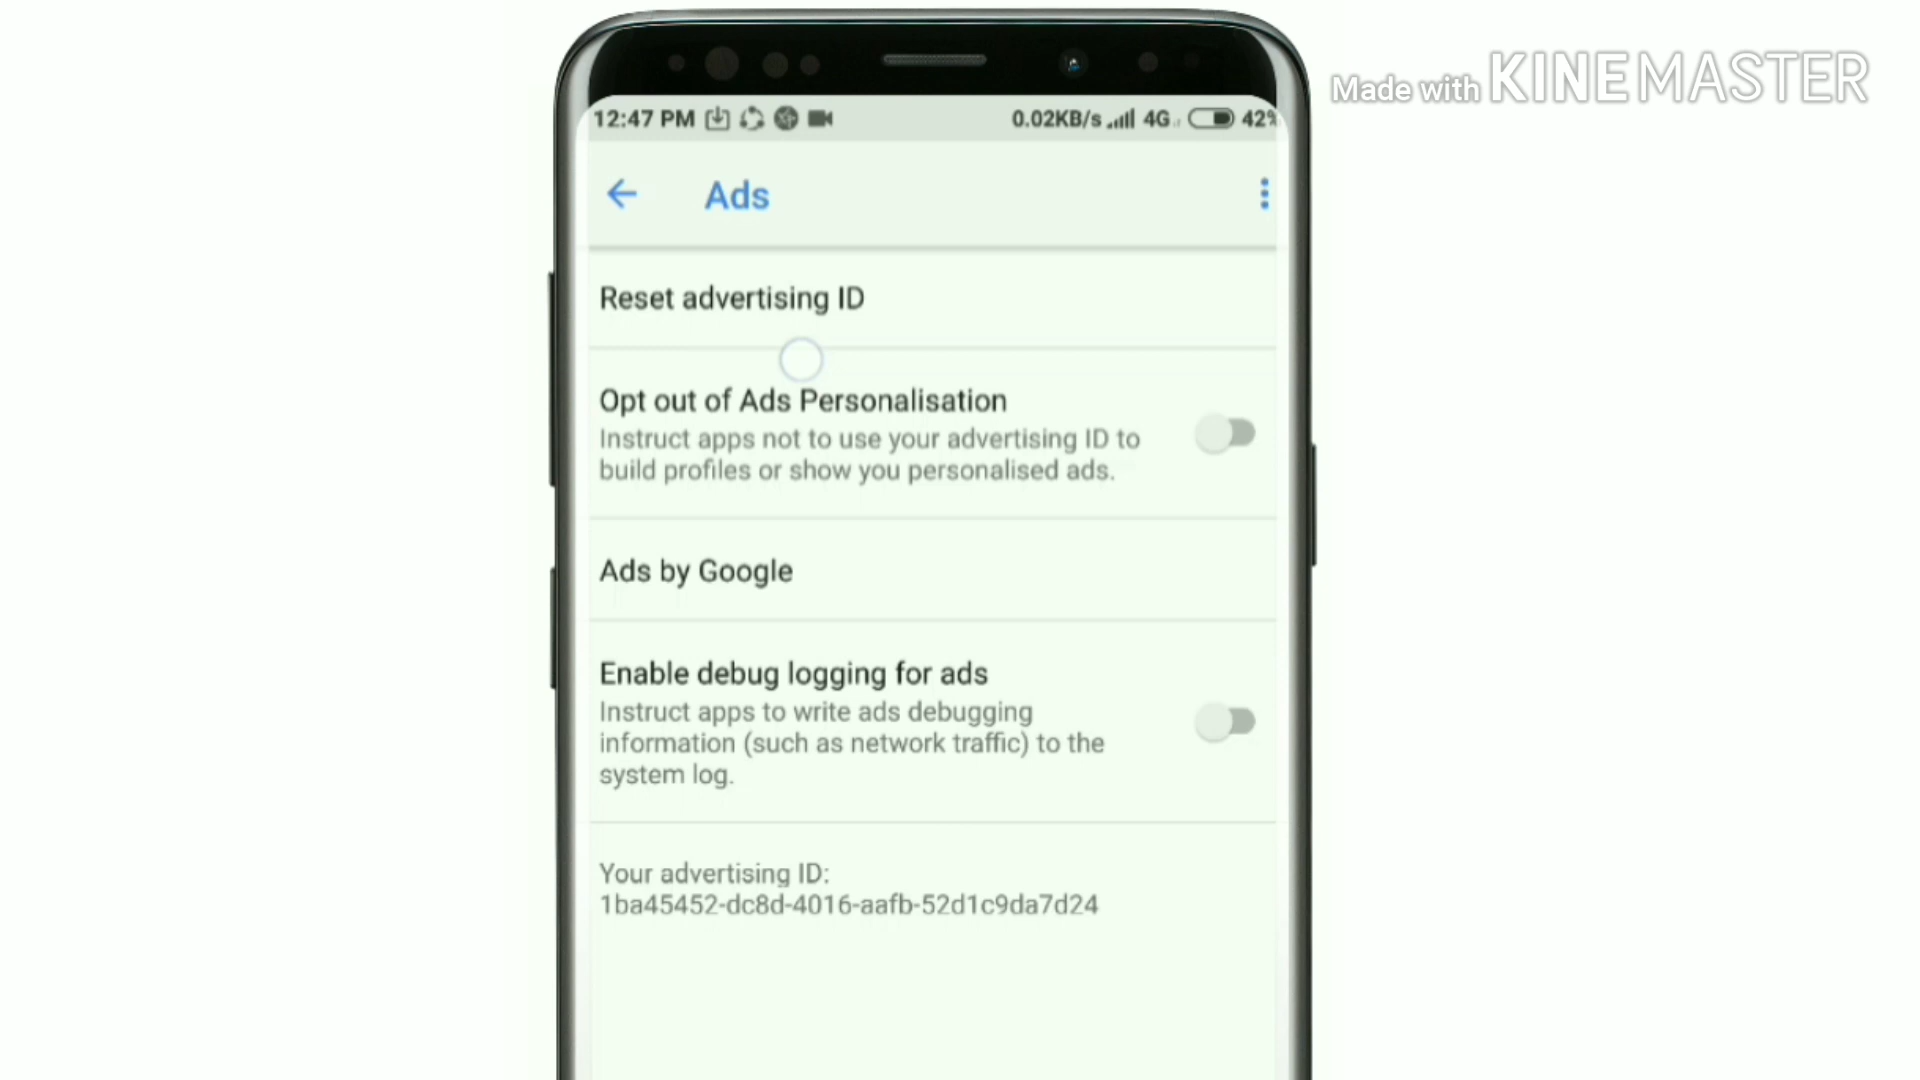 Made with KINEMASTER
12:47 PM 0.02KB/s 4G 42%
Ads
Reset advertising ID
Opt out of Ads Personalisation
Instruct apps not to use your advertising ID to
build profiles or show you personalised ads.
Ads by Google
Enable debug logging for ads
Instruct apps to write ads debugging
information (such as network traffic) to the
system log.
Your advertising ID:
1ba45452-dc8d-4016-aafb-52d1c9da7d24